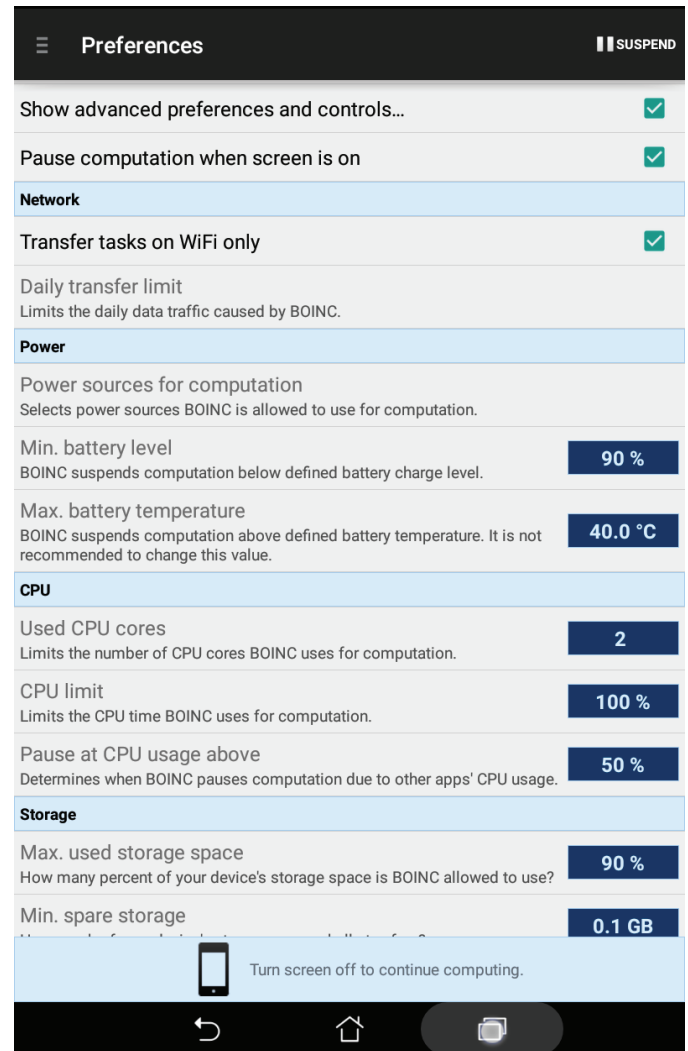 Preferences
SUSPEND
Show advanced preferences and controls...
Pause computation when screen is on
Network
Transfer tasks on WiFi only
Daily transfer limit
Limits the daily data traffic caused by BOINC.
Power
Power sources for computation
Selects power sources BOINC is allowed to use for computation.
Min. battery level
BOINC suspends computation below defined battery charge level.
90 %
Max. battery temperature
BOINC suspends computation above defined battery temperature. It is not
recommended to change this value.
40.0 °C
CPU
Used CPU cores
Limits the number of CPU cores BOINC uses for computation.
2
CPU limit
Limits the CPU time BOINC uses for computation.
100 %
Pause at CPU usage above
Determines when BOINC pauses computation due to other apps' CPU usage.
50 %
Storage
Max. used storage space
How many percent of your device's storage space is BOINC allowed to use?
90 %
Min. spare storage
0.1 GB
Turn screen off to continue computing.